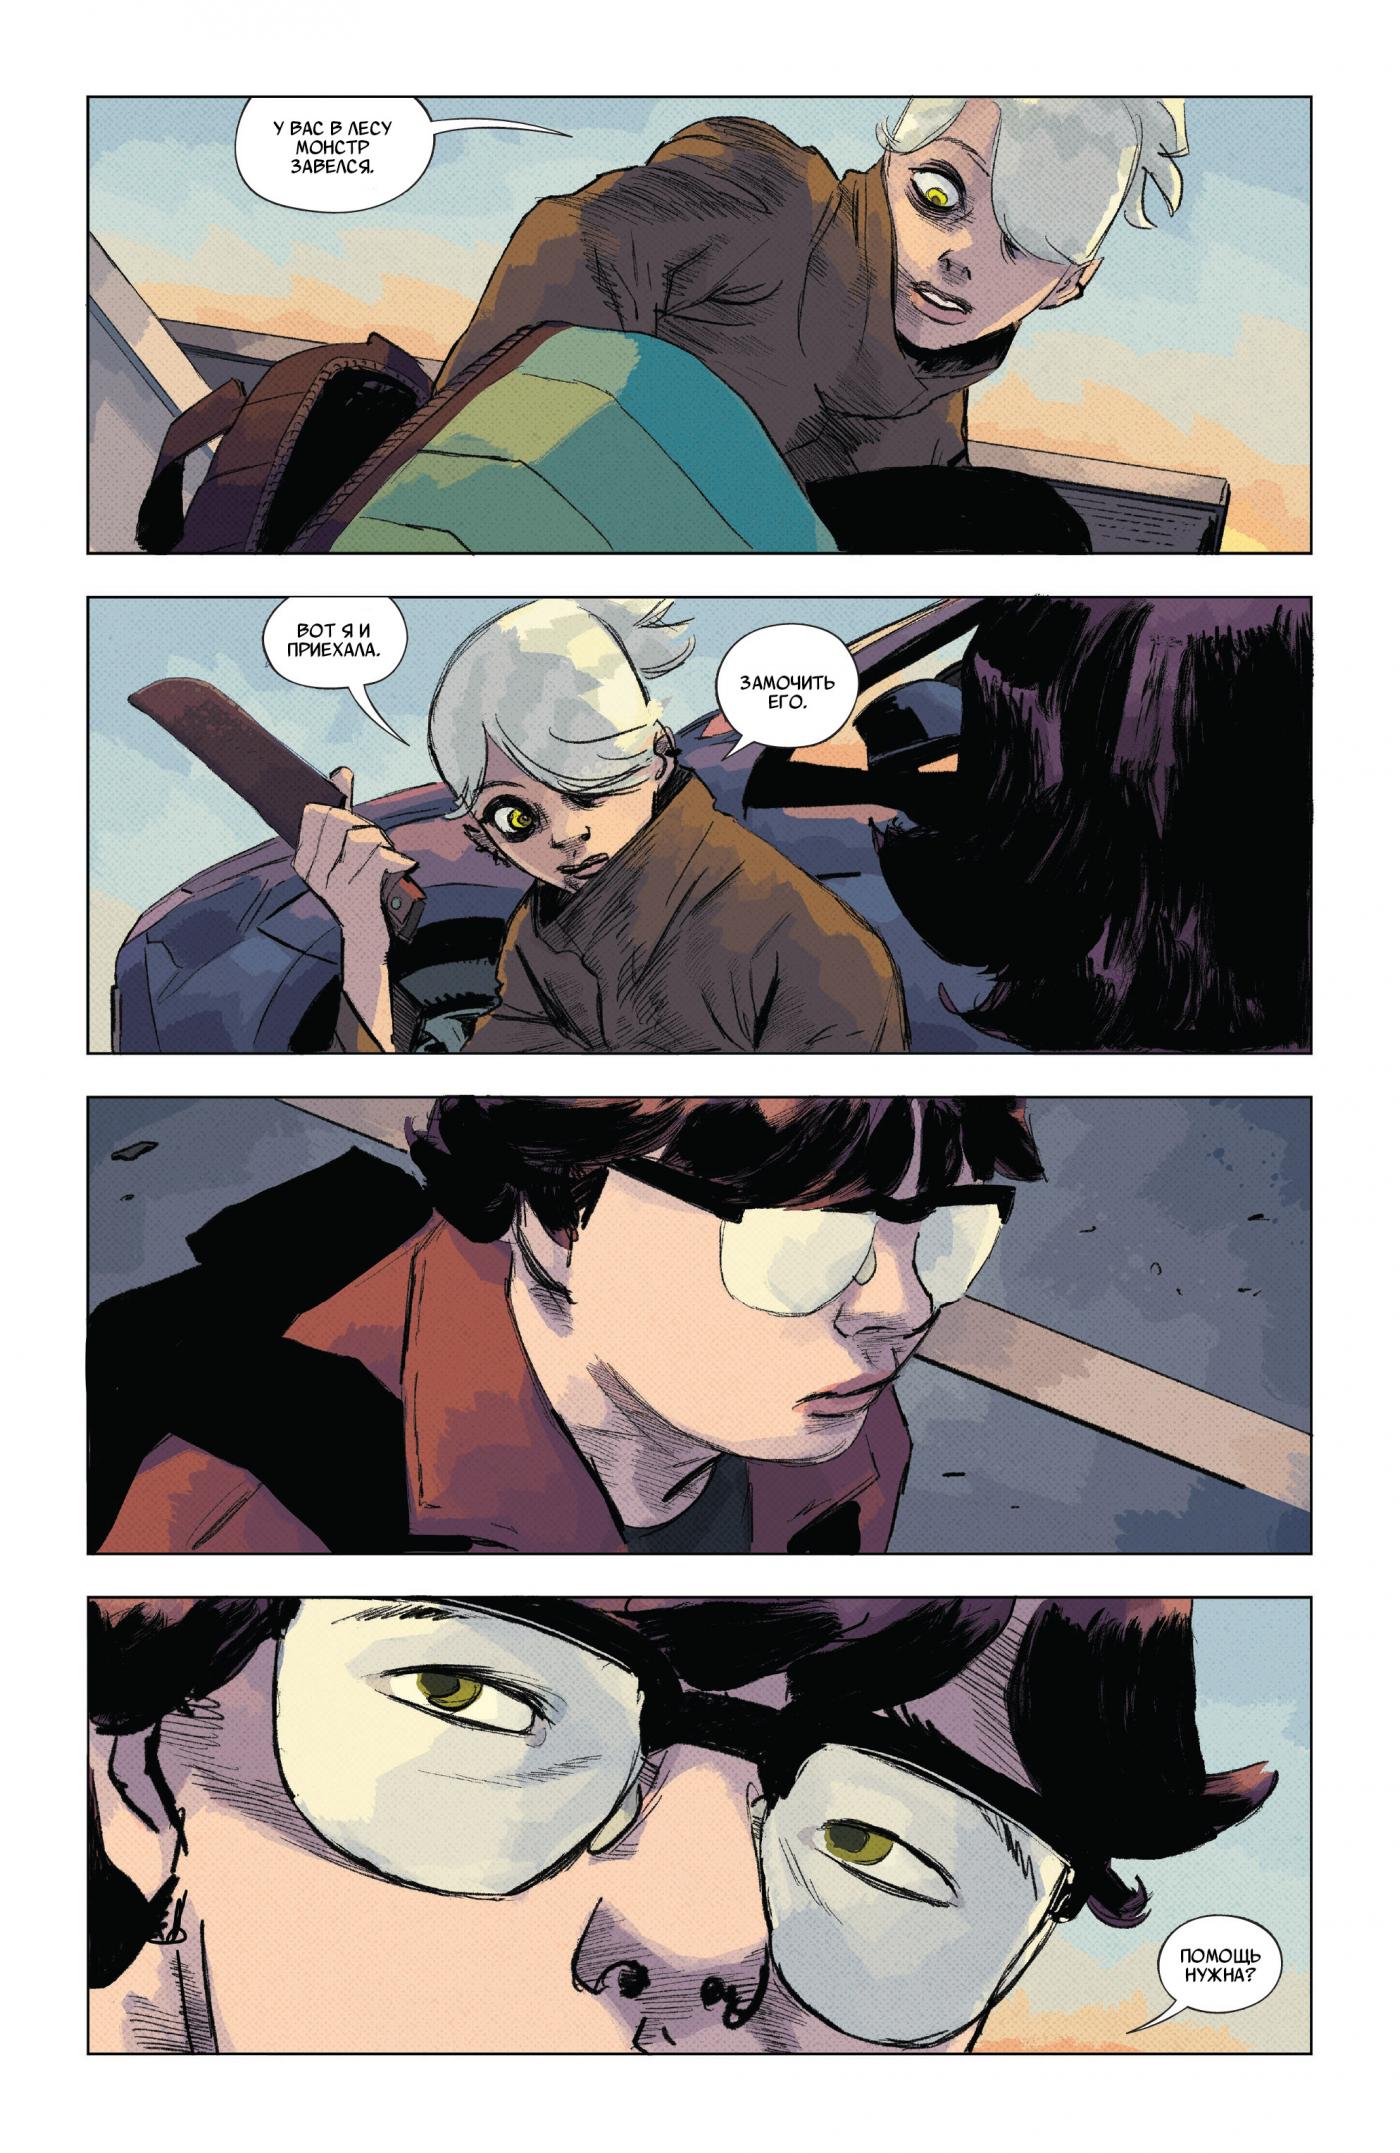 У ВАС В ЛЕСУ
МОНСТР
ЗАВЕЛСЯ.
ВОТ Я И
ПРИЕХАЛА.
ЗАМОЧИТЬ
ЕГО.
ПОМОЩЬ
НУЖНА?